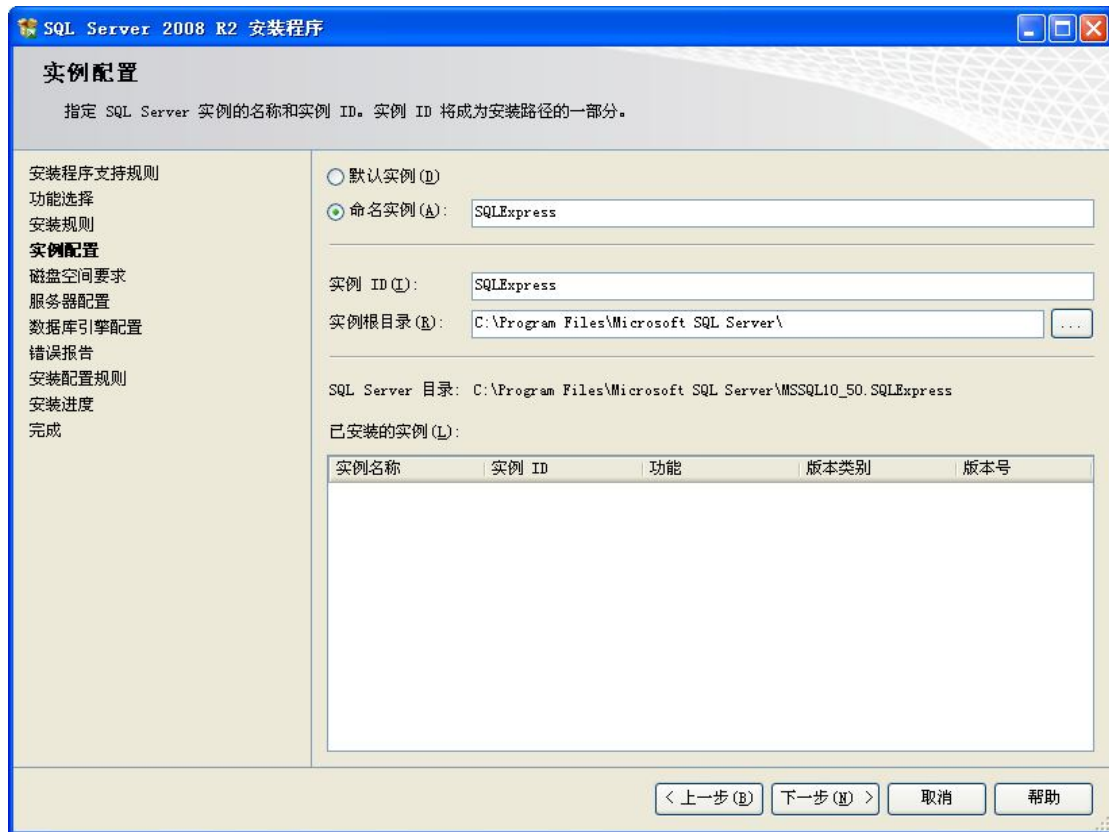 SQL Server 2008 R2 安装程序
实例配置
指定 SQL Server 实例的名称和实例 ID。实例 ID 将成为安装路径的一部分。
安装程序支持规则
功能选择
安装规则
实例配置
磁盘空间要求
服务器配置
数据库引擎配置
错误报告
安装配置规则
安装进度
完成
默认实例(D)
命名实例(A): SQLExpress
实例 ID(I): SQLExpress
实例根目录(R): C:\Program Files\Microsoft SQL Server\ ...
SQL Server 目录: C:\Program Files\Microsoft SQL Server\MSSQL10_50.SQLExpress
已安装的实例(L):
实例名称 实例 ID 功能 版本类别 版本号
< 上一步(B) 下一步(N) > 取消 帮助